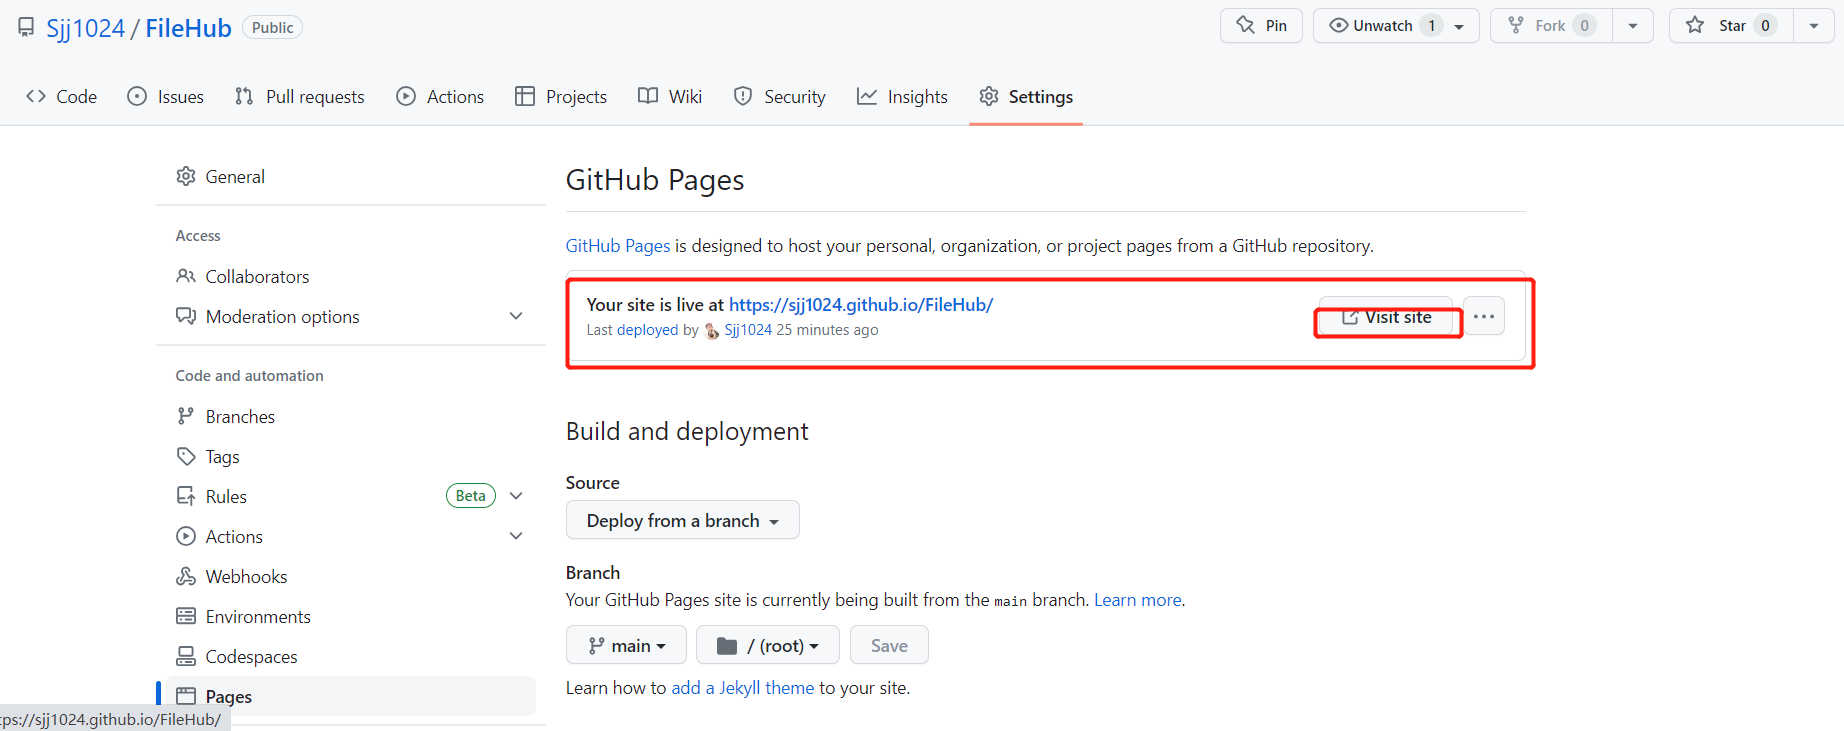 Sjj1024 / FileHub Public Pin Unwatch 1 Fork 0 Star 0
Code Issues Pull requests Actions Projects Wiki Security Insights Settings
General
Access
Collaborators
Moderation options
Code and automation
Branches
Tags
Rules Beta
Actions
Webhooks
Environments
Codespaces
Pages
tps://sjj1024.github.io/FileHub/
GitHub Pages
GitHub Pages is designed to host your personal, organization, or project pages from a GitHub repository.
Your site is live at https://sjj1024.github.io/FileHub/
Last deployed by Sjj1024 25 minutes ago
Visit site
Build and deployment
Source
Deploy from a branch
Branch
Your GitHub Pages site is currently being built from the main branch. Learn more.
main / (root) Save
Learn how to add a Jekyll theme to your site.